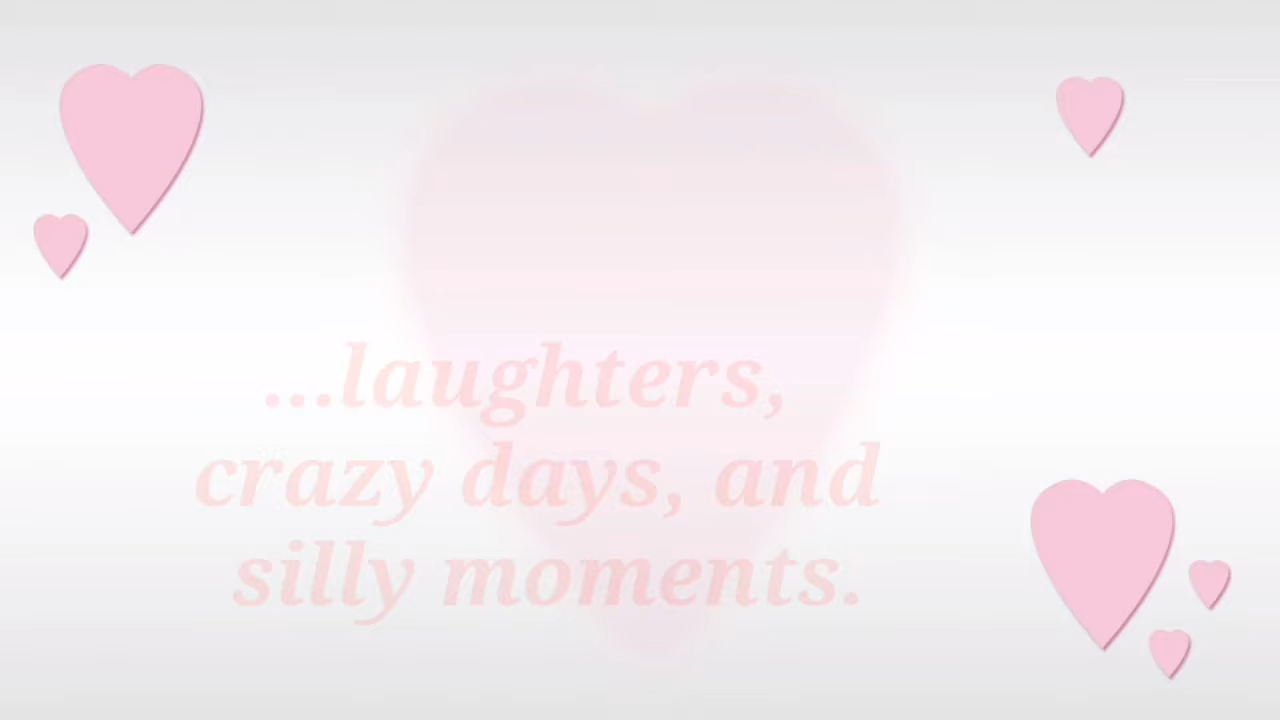 ...laughters,
crazy days, and
silly moments.